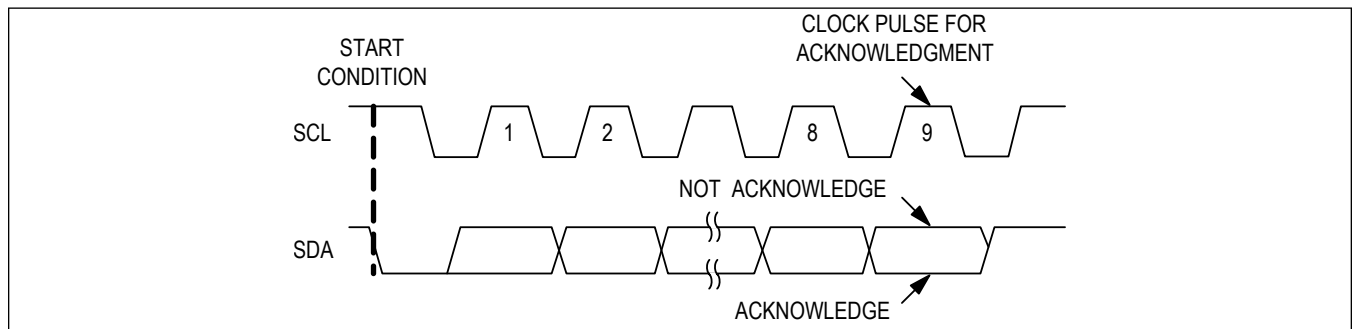 START
CONDITION
CLOCK PULSE FOR
ACKNOWLEDGMENT
SCL
1
2
8
9
NOT ACKNOWLEDGE
SDA
ACKNOWLEDGE